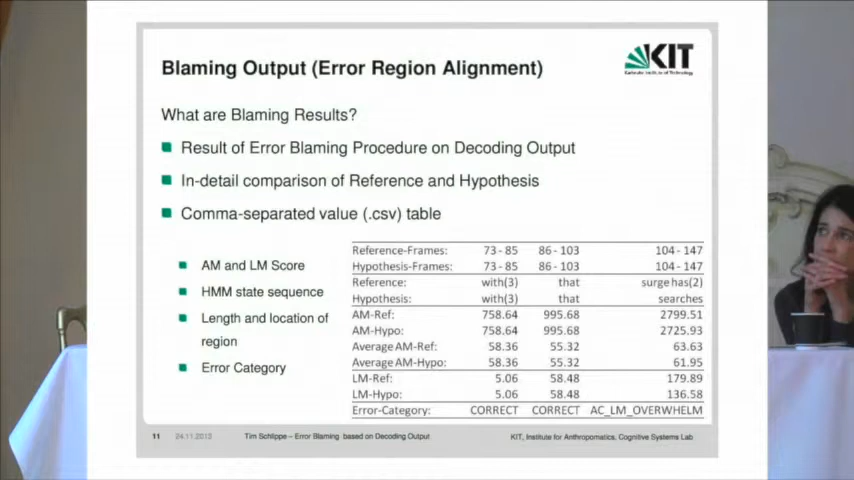 Blaming Output (Error Region Alignment)
KIT
Karlsruhe Institute of Technology
What are Blaming Results?
Result of Error Blaming Procedure on Decoding Output
In-detail comparison of Reference and Hypothesis
Comma-separated value (.csv) table
AM and LM Score
HMM state sequence
Length and location of
region
Error Category
Reference-Frames: 73 - 85 86 - 103 104 - 147
Hypothesis-Frames: 73 - 85 86 - 103 104 - 147
Reference: with(3) that surge has(2)
Hypothesis: with(3) that searches
AM-Ref: 758.64 995.68 2799.51
AM-Hypo: 758.64 995.68 2725.93
Average AM-Ref: 58.36 55.32 63.63
Average AM-Hypo: 58.36 55.32 61.95
LM-Ref: 5.06 58.48 179.89
LM-Hypo: 5.06 58.48 136.58
Error-Category: CORRECT CORRECT AC_LM_OVERWHELM
11 24.11.2012 Tim Schlippe – Error Blaming based on Decoding Output KIT, Institute for Anthropomatics, Cognitive Systems Lab